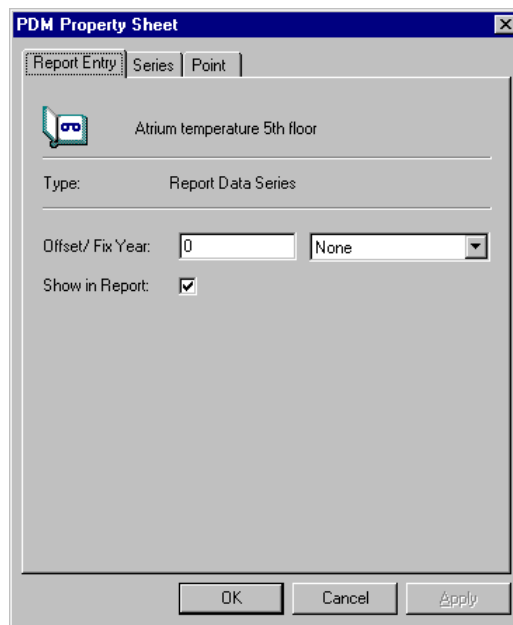 PDM Property Sheet
Report Entry Series Point
Atrium temperature 5th floor
Type: Report Data Series
Offset/ Fix Year: 0 None
Show in Report:
OK Cancel Apply